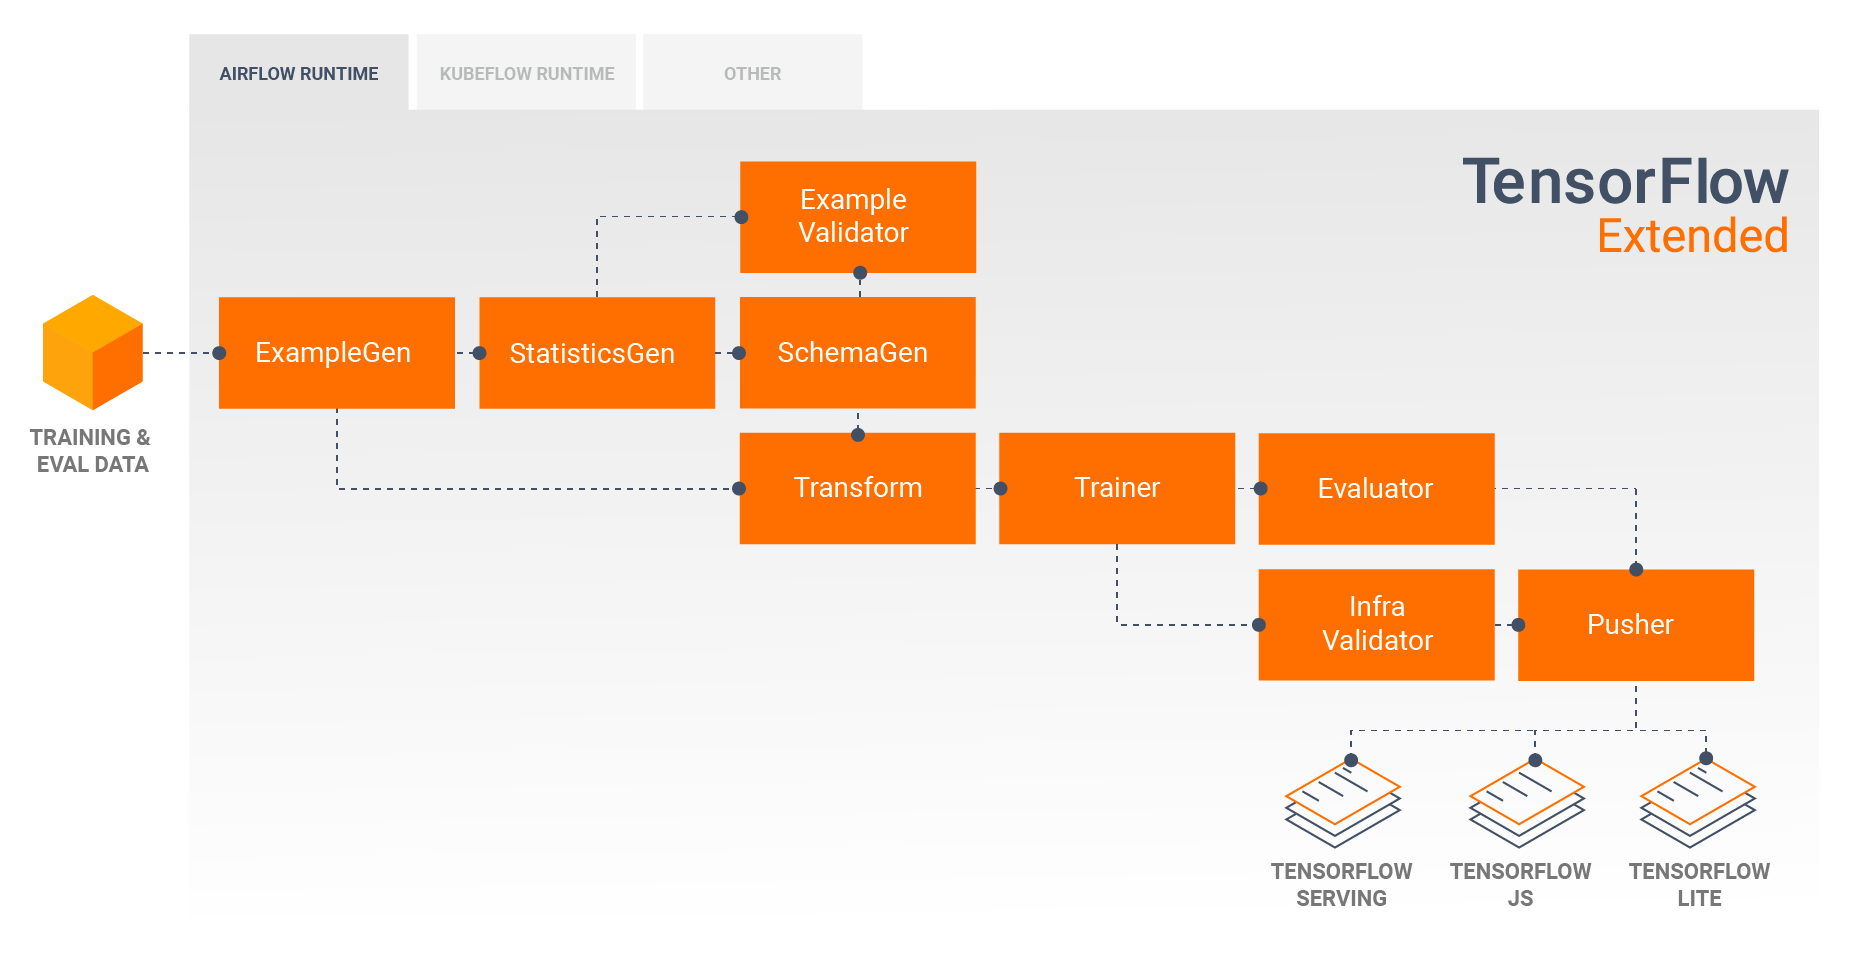 AIRFLOW RUNTIME
KUBEFLOW RUNTIME
OTHER
TensorFlow
Extended
Example
Validator
ExampleGen
StatisticsGen
SchemaGen
TRAINING &
EVAL DATA
Transform
Trainer
Evaluator
Infra
Validator
Pusher
TENSORFLOW
SERVING
TENSORFLOW
JS
TENSORFLOW
LITE